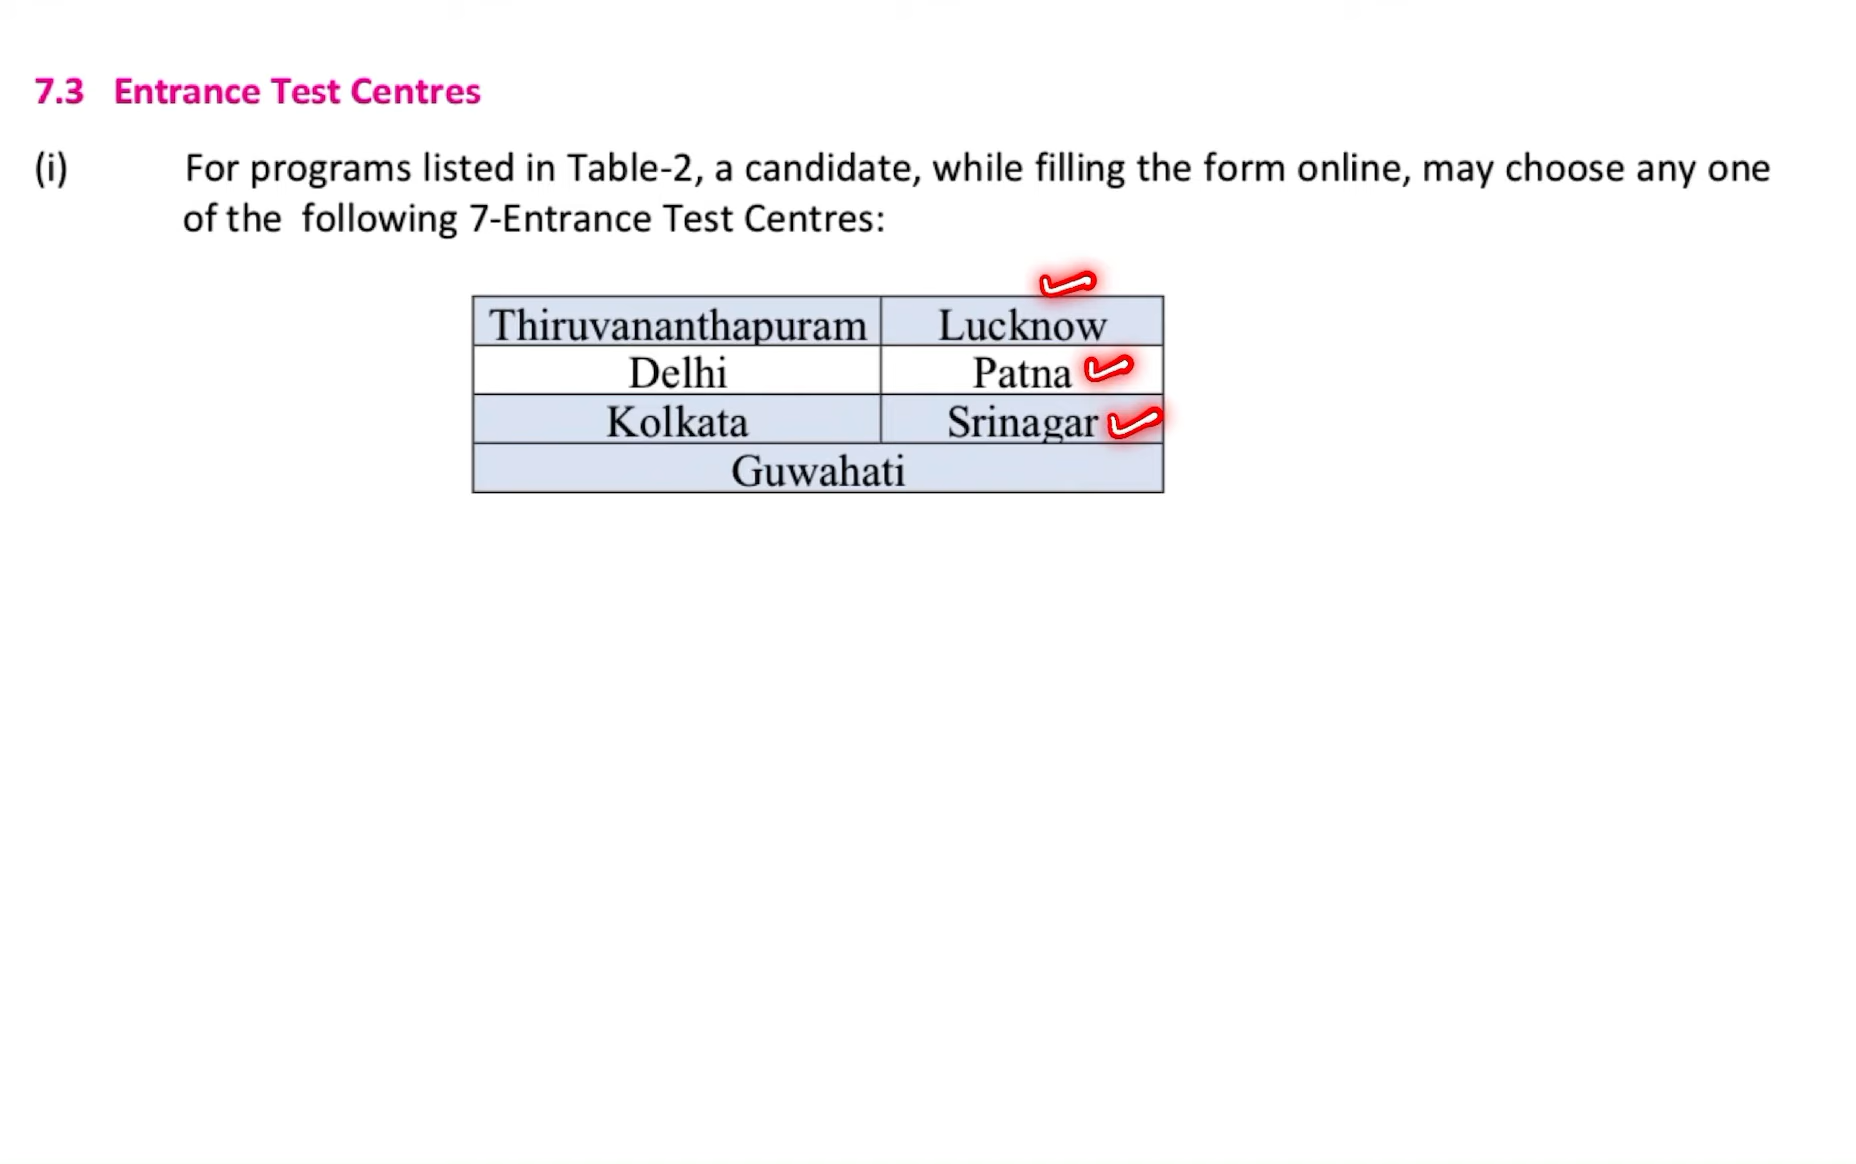 7.3 Entrance Test Centres
(i) For programs listed in Table-2, a candidate, while filling the form online, may choose any one
of the following 7-Entrance Test Centres:
Thiruvananthapuram Lucknow
Delhi Patna
Kolkata Srinagar
Guwahati